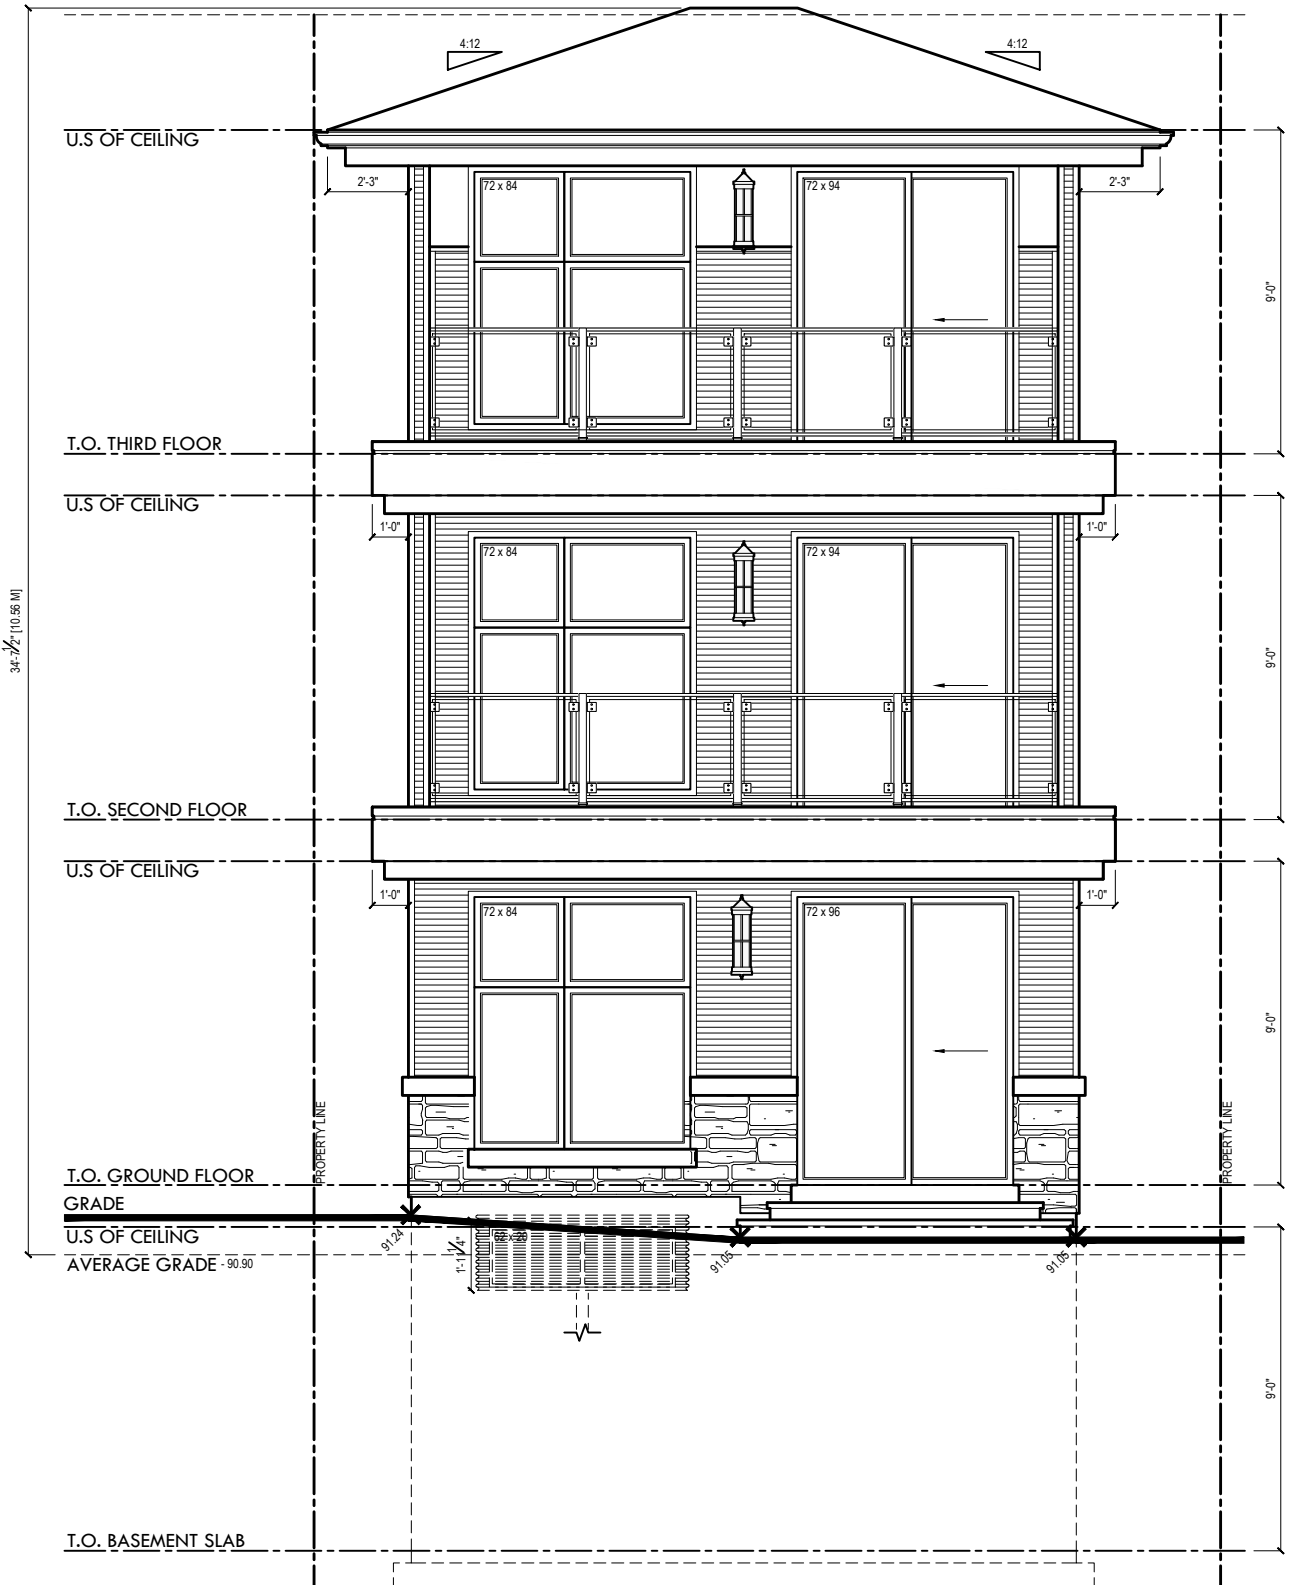 4:12
4:12
U.S OF CEILING
2'-3"
72 x 84
72 x 94
2'-3"
9'-0"
T.O. THIRD FLOOR
U.S OF CEILING
1'-0"
72 x 84
72 x 94
1'-0"
34'-7 1/2" [10.56 M]
9'-0"
T.O. SECOND FLOOR
U.S OF CEILING
1'-0"
72 x 84
72 x 96
1'-0"
9'-0"
PROPERTY LINE
PROPERTY LINE
T.O. GROUND FLOOR
GRADE
U.S OF CEILING
91.24
1'-11 1/4"
62 x 20
91.05
91.05
AVERAGE GRADE - 90.90
9'-0"
T.O. BASEMENT SLAB